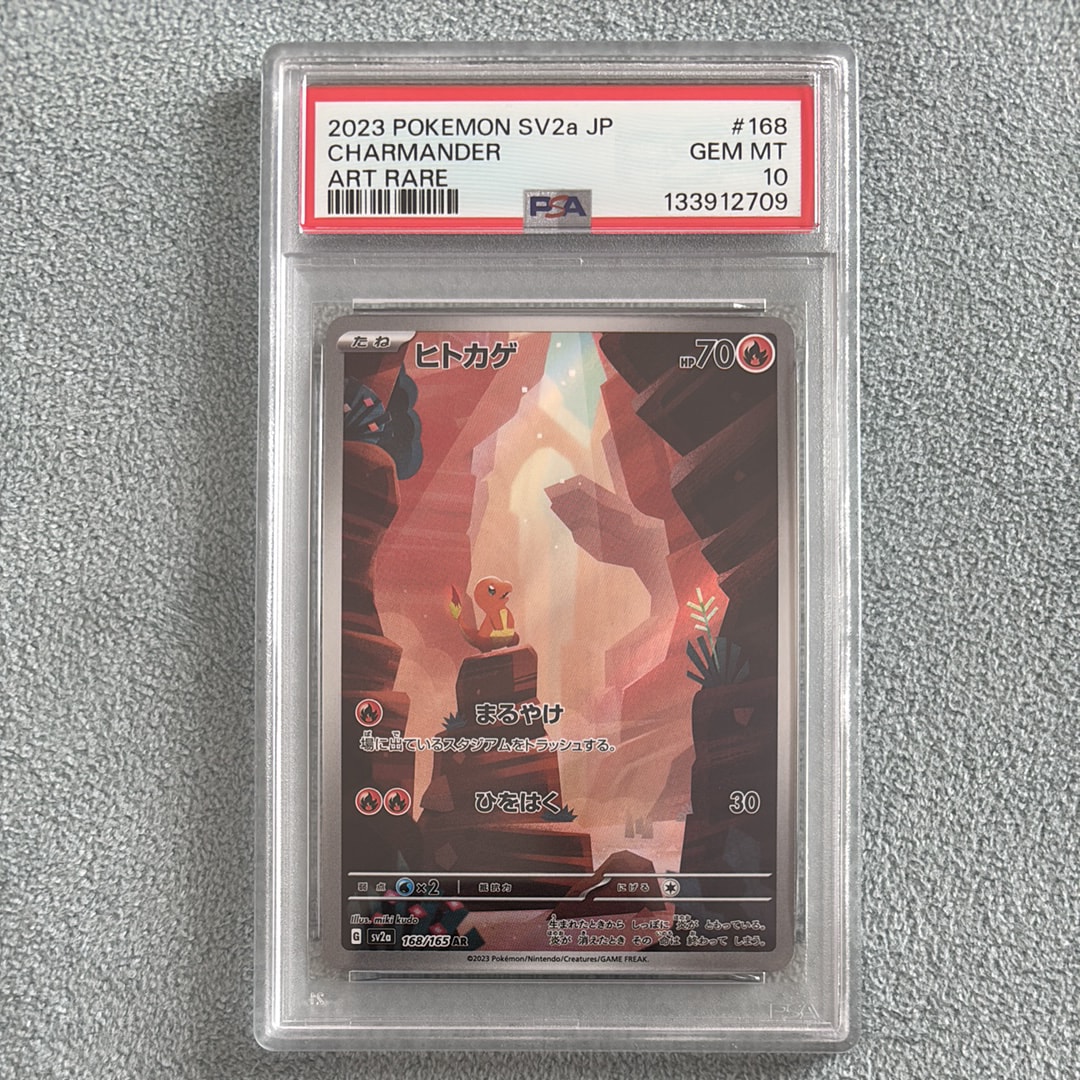 2023 POKEMON SV2a JP #168
CHARMANDER GEM MT
ART RARE 10
PSA 133912709
たね ヒトカゲ HP70
まるやけ
場に出ているスタジアムをトラッシュする。
ひをはく 30
弱点 ×2 抵抗力 にげる
Illus. miki kudo
生まれたときから しっぽに 炎が ともっている。
炎が 消えたとき その 命は 終わって しまう。
G sv2a 168/165 AR
©2023 Pokémon/Nintendo/Creatures/GAME FREAK.
PSA